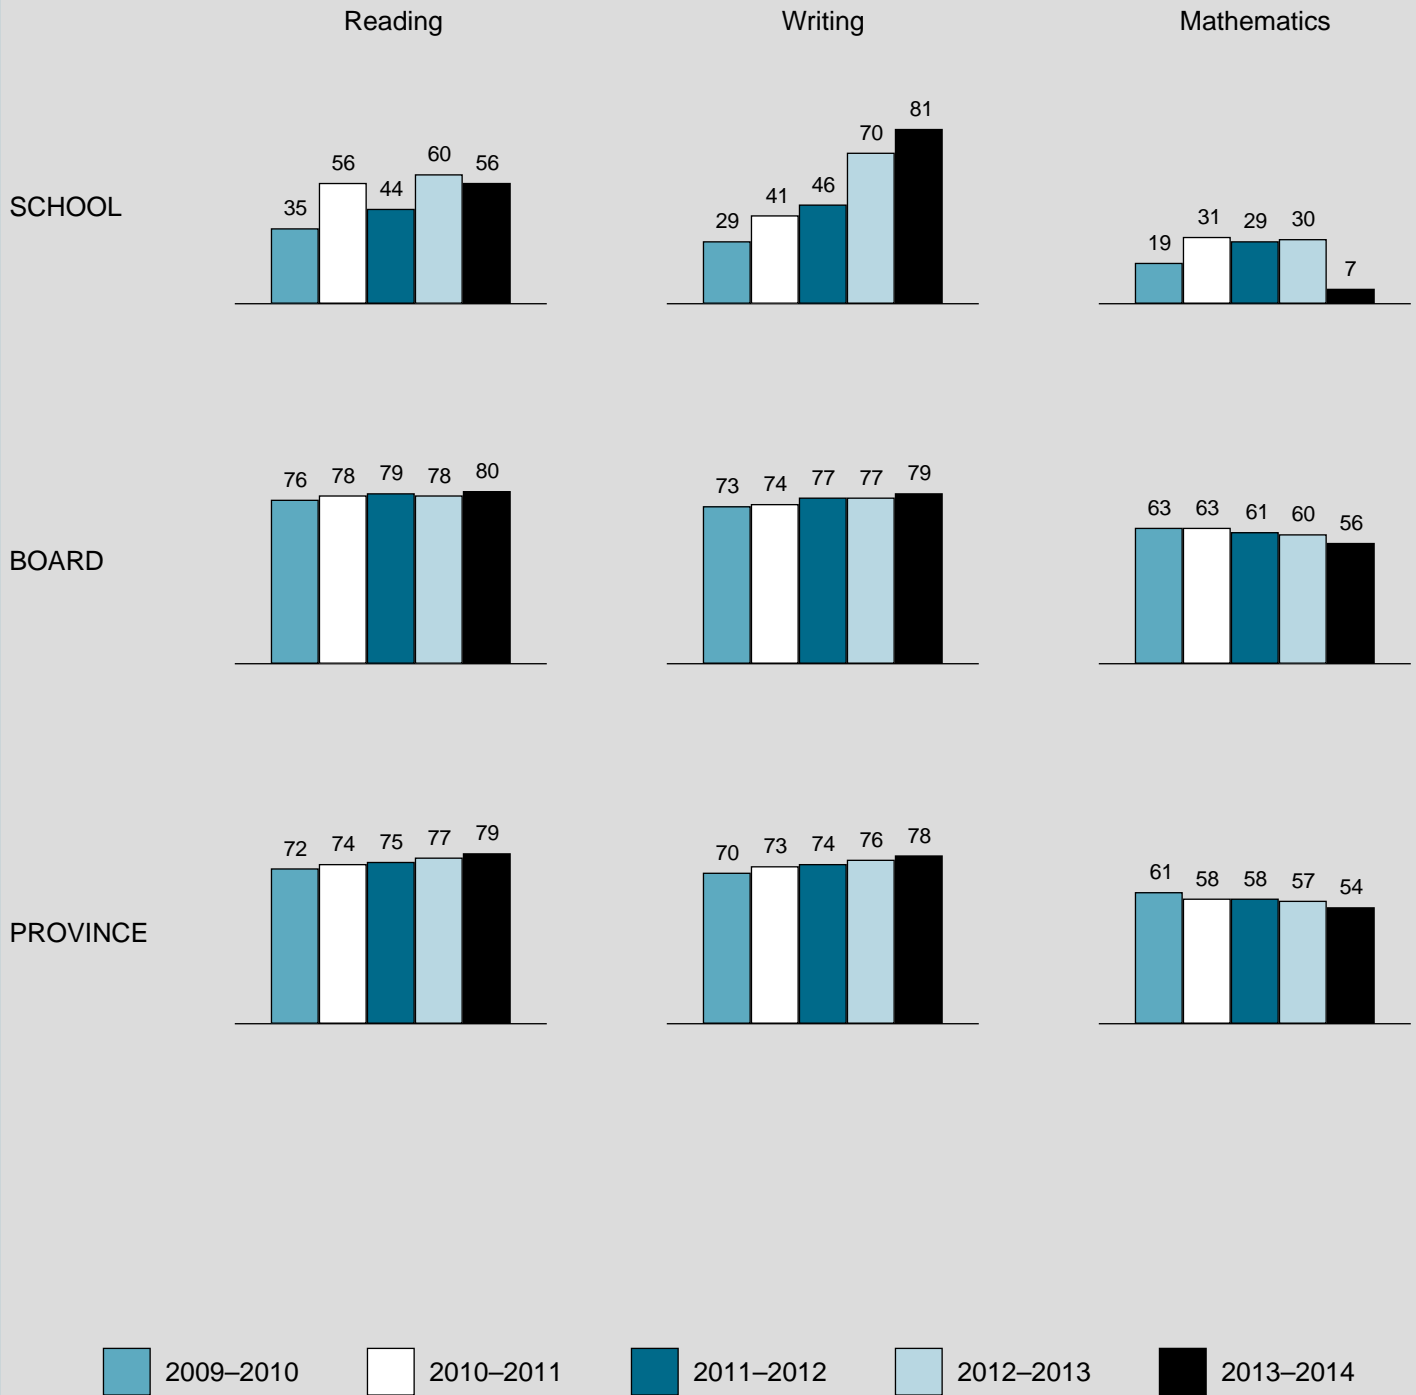 Reading Writing Mathematics
SCHOOL
35 56 44 60 56
29 41 46 70 81
19 31 29 30 7
BOARD
76 78 79 78 80
73 74 77 77 79
63 63 61 60 56
PROVINCE
72 74 75 77 79
70 73 74 76 78
61 58 58 57 54
2009–2010 2010–2011 2011–2012 2012–2013 2013–2014